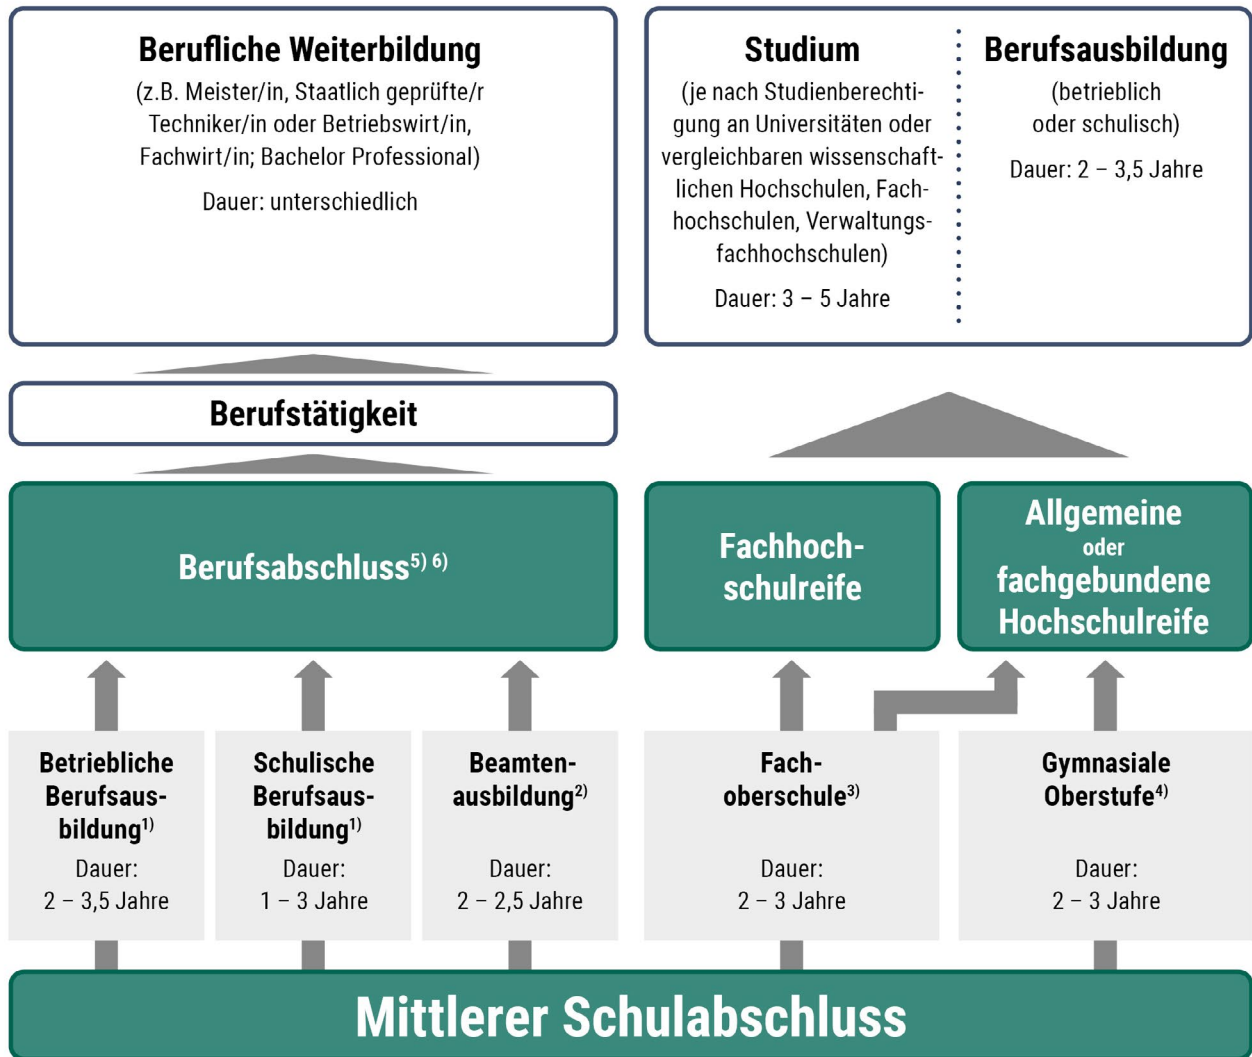 Berufliche Weiterbildung
(z.B. Meister/in, Staatlich geprüfte/r
Techniker/in oder Betriebswirt/in,
Fachwirt/in; Bachelor Professional)
Dauer: unterschiedlich
Studium
(je nach Studienberechti-
gung an Universitäten oder
vergleichbaren wissenschaft-
lichen Hochschulen, Fach-
hochschulen, Verwaltungs-
fachhochschulen)
Dauer: 3 – 5 Jahre
Berufsausbildung
(betrieblich
oder schulisch)
Dauer: 2 – 3,5 Jahre
Berufstätigkeit
Berufsabschluss5) 6)
Fachhoch-
schulreife
Allgemeine
oder
fachgebundene
Hochschulreife
Betriebliche
Berufsaus-
bildung1)
Dauer:
2 – 3,5 Jahre
Schulische
Berufsaus-
bildung1)
Dauer:
1 – 3 Jahre
Beamten-
ausbildung2)
Dauer:
2 – 2,5 Jahre
Fach-
oberschule3)
Dauer:
2 – 3 Jahre
Gymnasiale
Oberstufe4)
Dauer:
2 – 3 Jahre
Mittlerer Schulabschluss